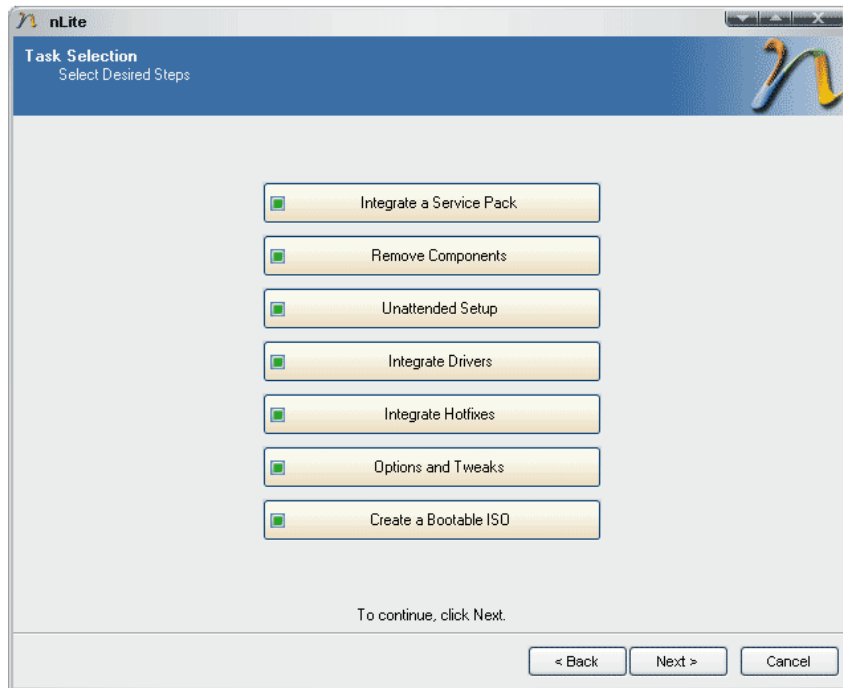 nLite
Task Selection
Select Desired Steps
Integrate a Service Pack
Remove Components
Unattended Setup
Integrate Drivers
Integrate Hotfixes
Options and Tweaks
Create a Bootable ISO
To continue, click Next.
< Back Next > Cancel